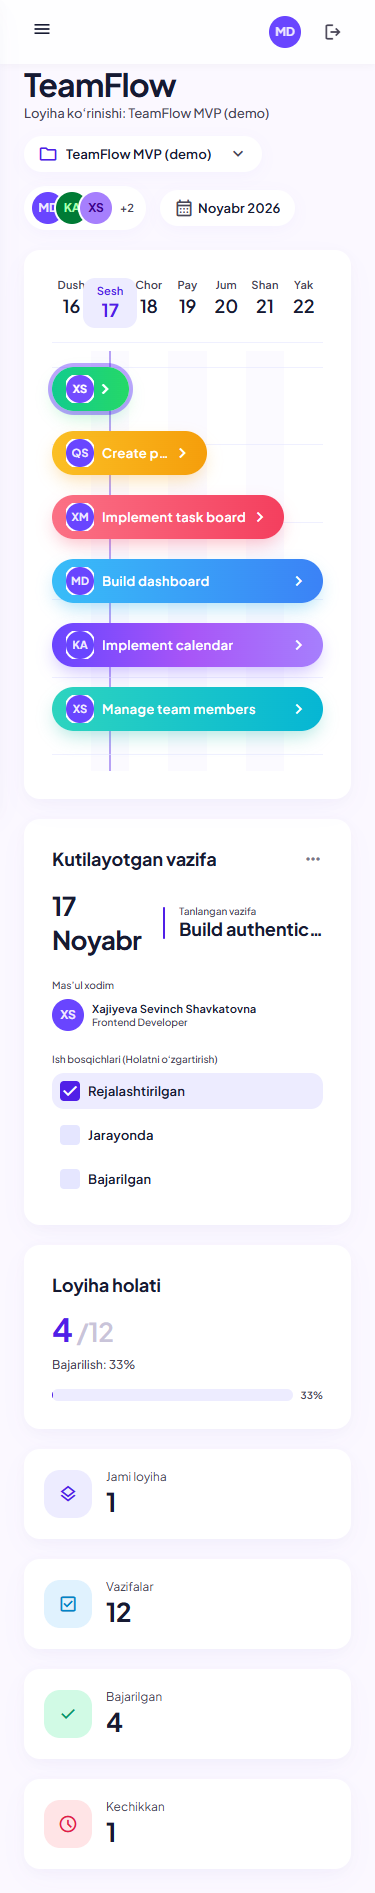 MD
TeamFlow
Loyiha ko‘rinishi: TeamFlow MVP (demo)
TeamFlow MVP (demo)
MD KA XS +2
Noyabr 2026
Dush Sesh Chor Pay Jum Shan Yak
16 17 18 19 20 21 22
XS
QS Create p...
XM Implement task board
MD Build dashboard
KA Implement calendar
XS Manage team members
Kutilayotgan vazifa
17
Noyabr
Tanlangan vazifa
Build authentic...
Mas’ul xodim
XS
Xajiyeva Sevinch Shavkatovna
Frontend Developer
Ish bosqichlari (Holatni o‘zgartirish)
Rejalashtirilgan
Jarayonda
Bajarilgan
Loyiha holati
4 /12
Bajarilish: 33%
33%
Jami loyiha
1
Vazifalar
12
Bajarilgan
4
Kechikkan
1